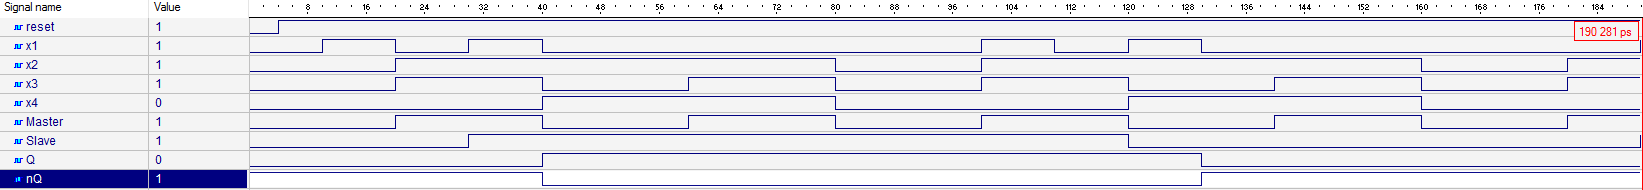 Signal name Value 8 16 24 32 40 48 56 64 72 80 88 96 104 112 120 128 136 144 152 160 168 176 184
reset 1
190 281 ps
x1 1
x2 1
x3 1
x4 0
Master 1
Slave 1
Q 0
nQ 1